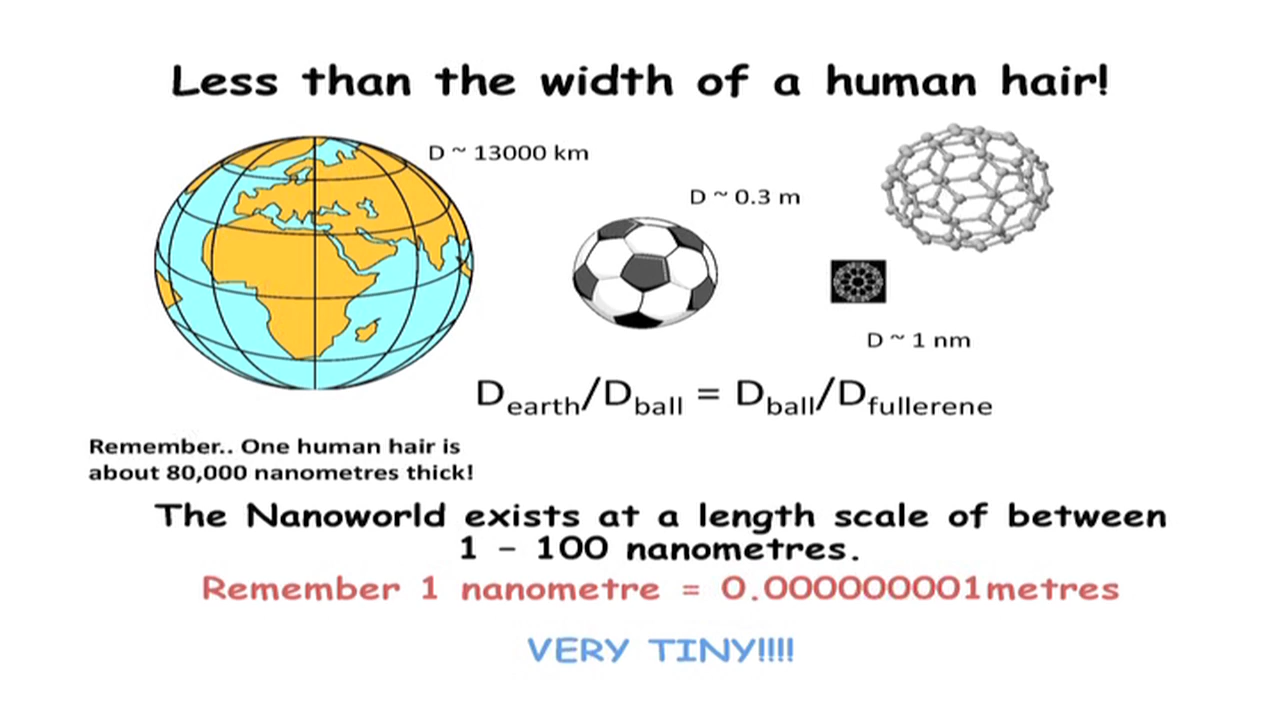 Less than the width of a human hair!
D ~ 13000 km
D ~ 0.3 m
D ~ 1 nm
Dearth/Dball = Dball/Dfullerene
Remember.. One human hair is
about 80,000 nanometres thick!
The Nanoworld exists at a length scale of between
1 – 100 nanometres.
Remember 1 nanometre = 0.000000001metres
VERY TINY!!!!